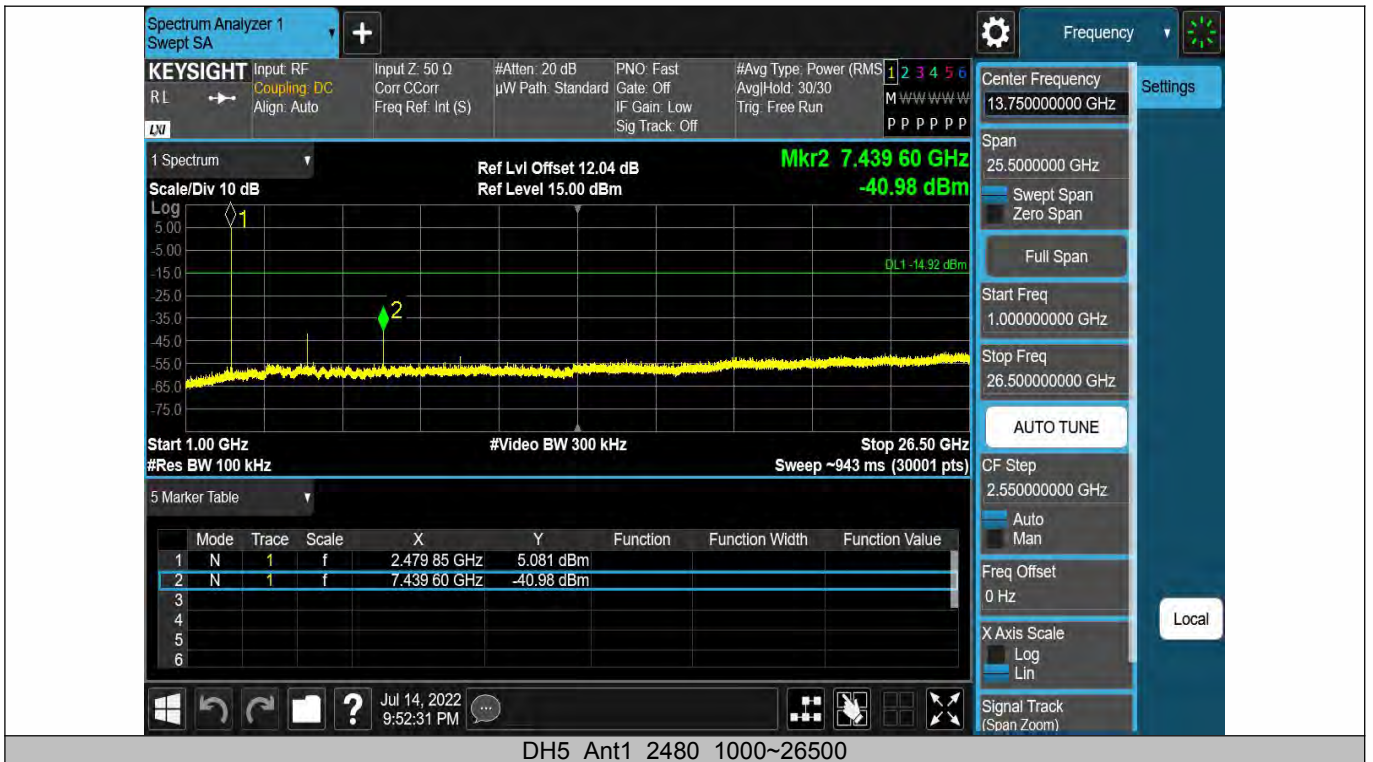 Spectrum Analyzer 1
Swept SA
Frequency
KEYSIGHT
RL
LXI
Input: RF
Coupling: DC
Align: Auto
Input Z: 50 Ω
Corr CCorr
Freq Ref: Int (S)
#Atten: 20 dB
µW Path: Standard
PNO: Fast
Gate: Off
IF Gain: Low
Sig Track: Off
#Avg Type: Power (RMS
Avg|Hold: 30/30
Trig: Free Run
1 2 3 4 5 6
M W W W W W
P P P P P P
1 Spectrum
Scale/Div 10 dB
Ref Lvl Offset 12.04 dB
Ref Level 15.00 dBm
Mkr2 7.439 60 GHz
-40.98 dBm
Log
1
5.00
-5.00
DL1 -14.92 dBm
-15.0
-25.0
2
-35.0
-45.0
-55.0
-65.0
-75.0
Start 1.00 GHz
#Video BW 300 kHz
Stop 26.50 GHz
#Res BW 100 kHz
Sweep ~943 ms (30001 pts)
5 Marker Table
Mode Trace Scale X Y Function Function Width Function Value
1 N 1 f 2.479 85 GHz 5.081 dBm
2 N 1 f 7.439 60 GHz -40.98 dBm
3
4
5
6
Jul 14, 2022
9:52:31 PM
Center Frequency
13.750000000 GHz
Settings
Span
25.5000000 GHz
Swept Span
Zero Span
Full Span
Start Freq
1.000000000 GHz
Stop Freq
26.500000000 GHz
AUTO TUNE
CF Step
2.550000000 GHz
Auto
Man
Freq Offset
0 Hz
Local
X Axis Scale
Log
Lin
Signal Track
(Span Zoom)
DH5_Ant1_2480_1000~26500